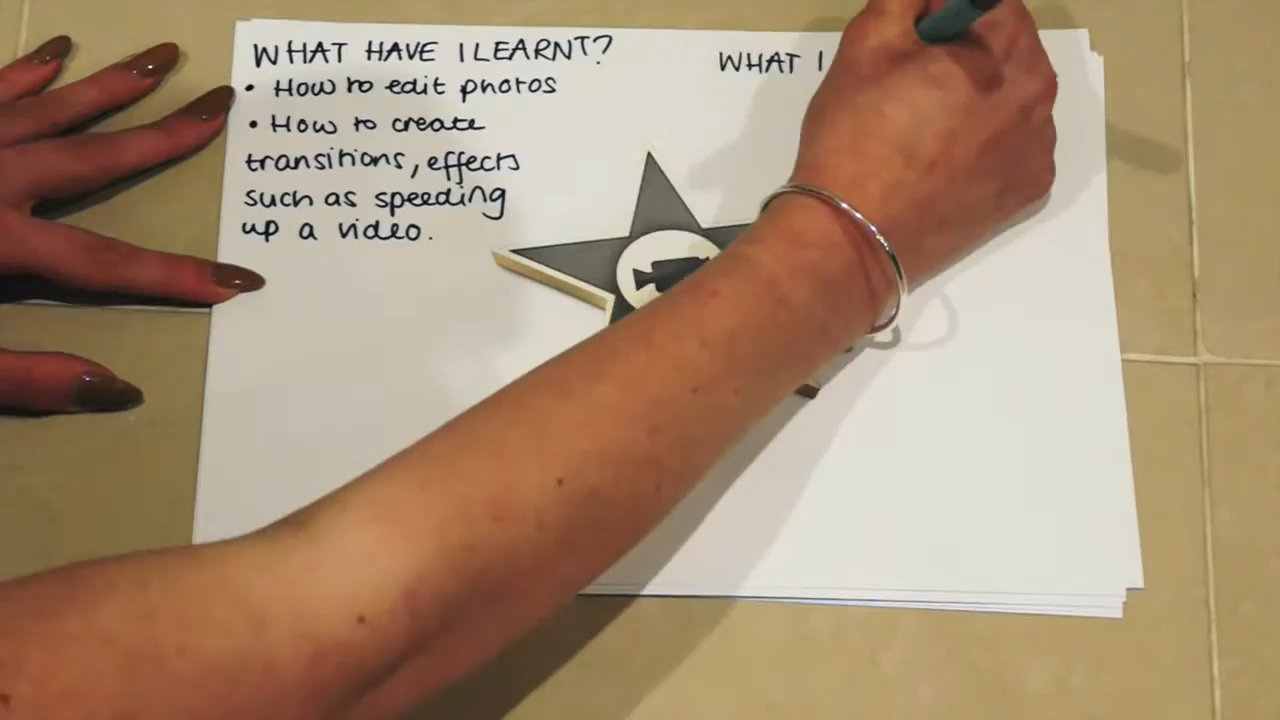 WHAT HAVE I LEARNT?
• How to edit photos
• How to create
transitions, effects
such as speeding
up a video.
WHAT I